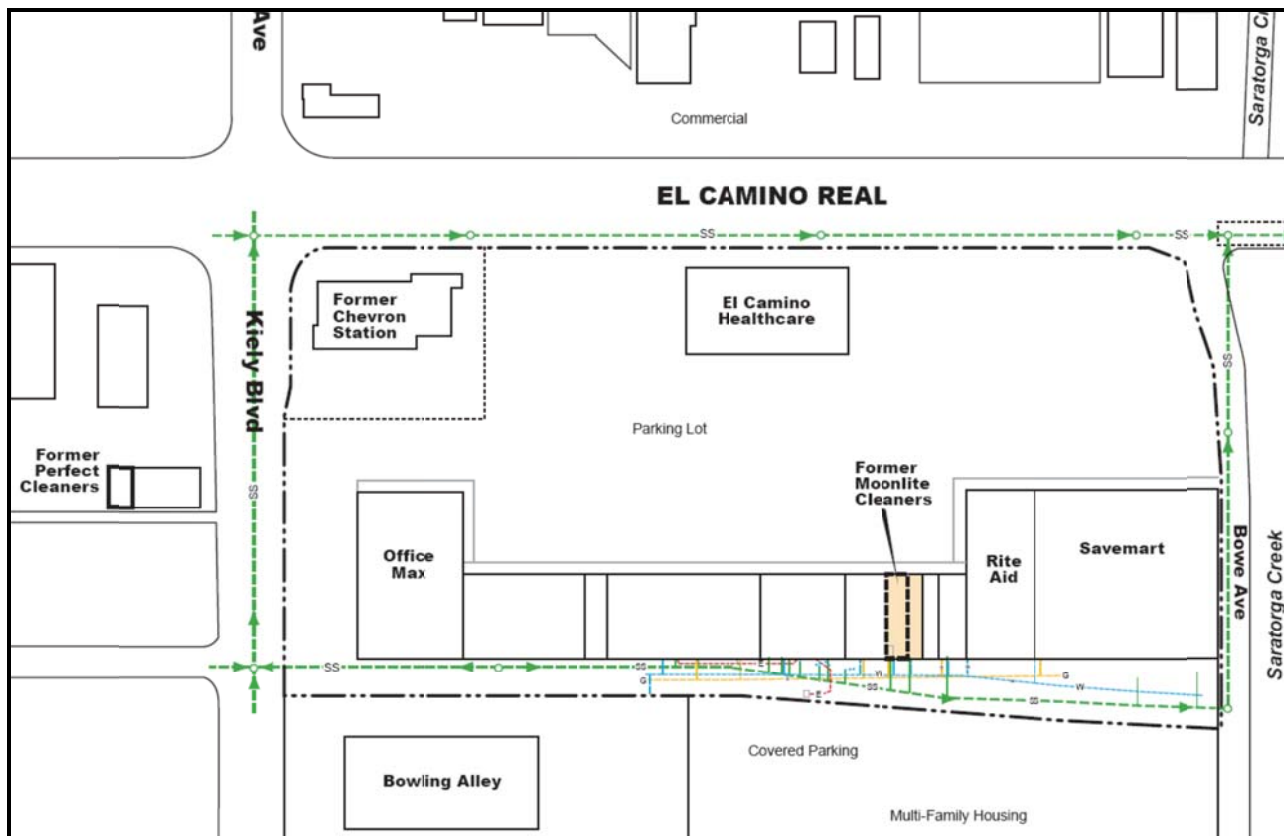 Ave
Saratorga C
Commercial
EL CAMINO REAL
SS
SS
Former
Chevron
Station
El Camino
Healthcare
Kiely Blvd
SS
Parking Lot
Former
Perfect
Cleaners
SS
Former
Moonlite
Cleaners
Office
Max
Rite
Aid
Savemart
Bowe Ave
Saratorga Creek
SS
SS
E
G
W
G
SS
W
E
SS
Covered Parking
Bowling Alley
Multi-Family Housing